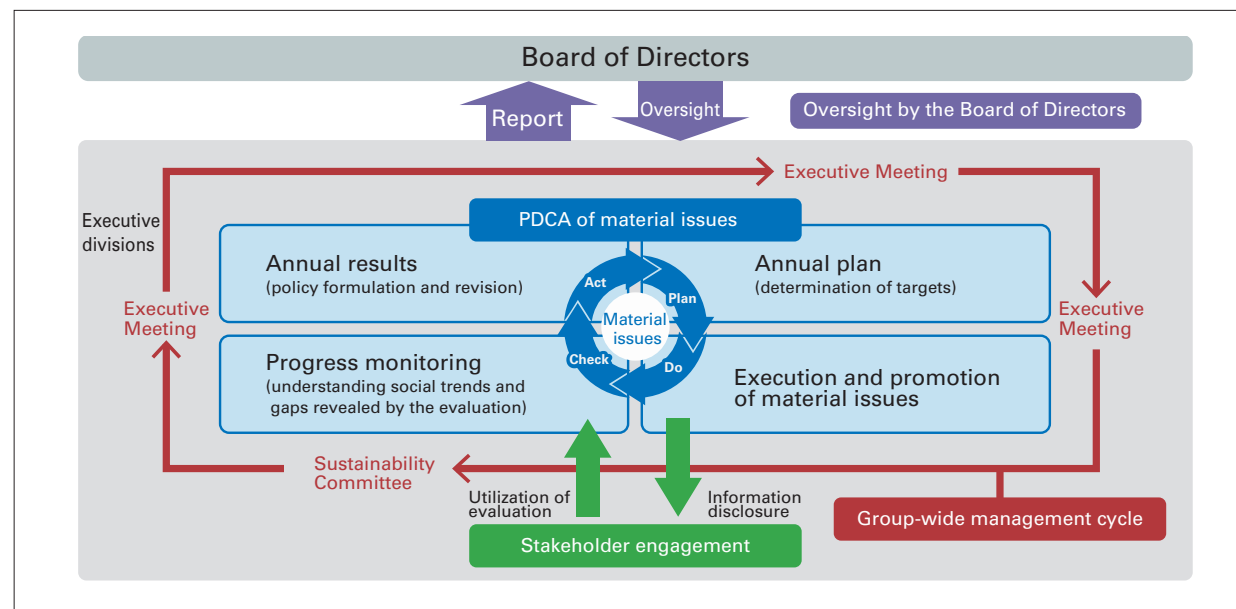 Board of Directors
Report
Oversight
Oversight by the Board of Directors
Executive Meeting
Executive
divisions
PDCA of material issues
Annual results
(policy formulation and revision)
Annual plan
(determination of targets)
Act
Plan
Material
issues
Check
Do
Executive
Meeting
Executive
Meeting
Progress monitoring
(understanding social trends and
gaps revealed by the evaluation)
Execution and promotion
of material issues
Sustainability
Committee
Utilization of
evaluation
Information
disclosure
Group-wide management cycle
Stakeholder engagement